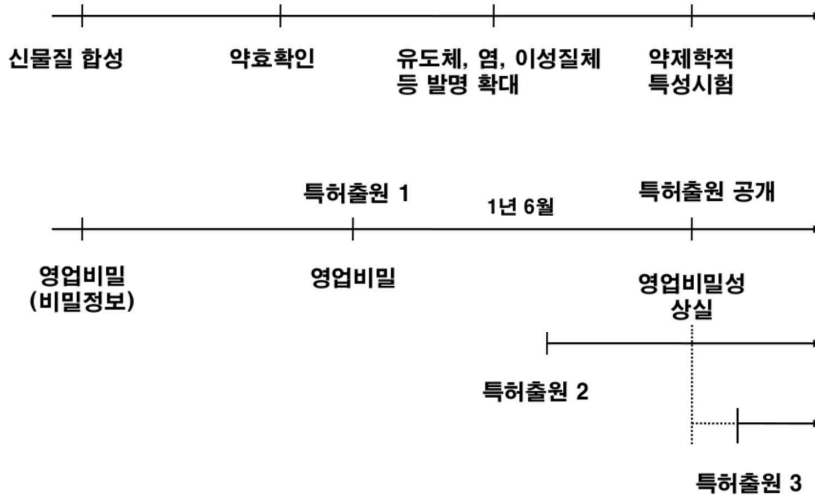 신물질 합성
약효확인
유도체, 염, 이성질체
등 발명 확대
약제학적
특성시험
특허출원 1
1년 6월
특허출원 공개
영업비밀
(비밀정보)
영업비밀
영업비밀성
상실
특허출원 2
특허출원 3